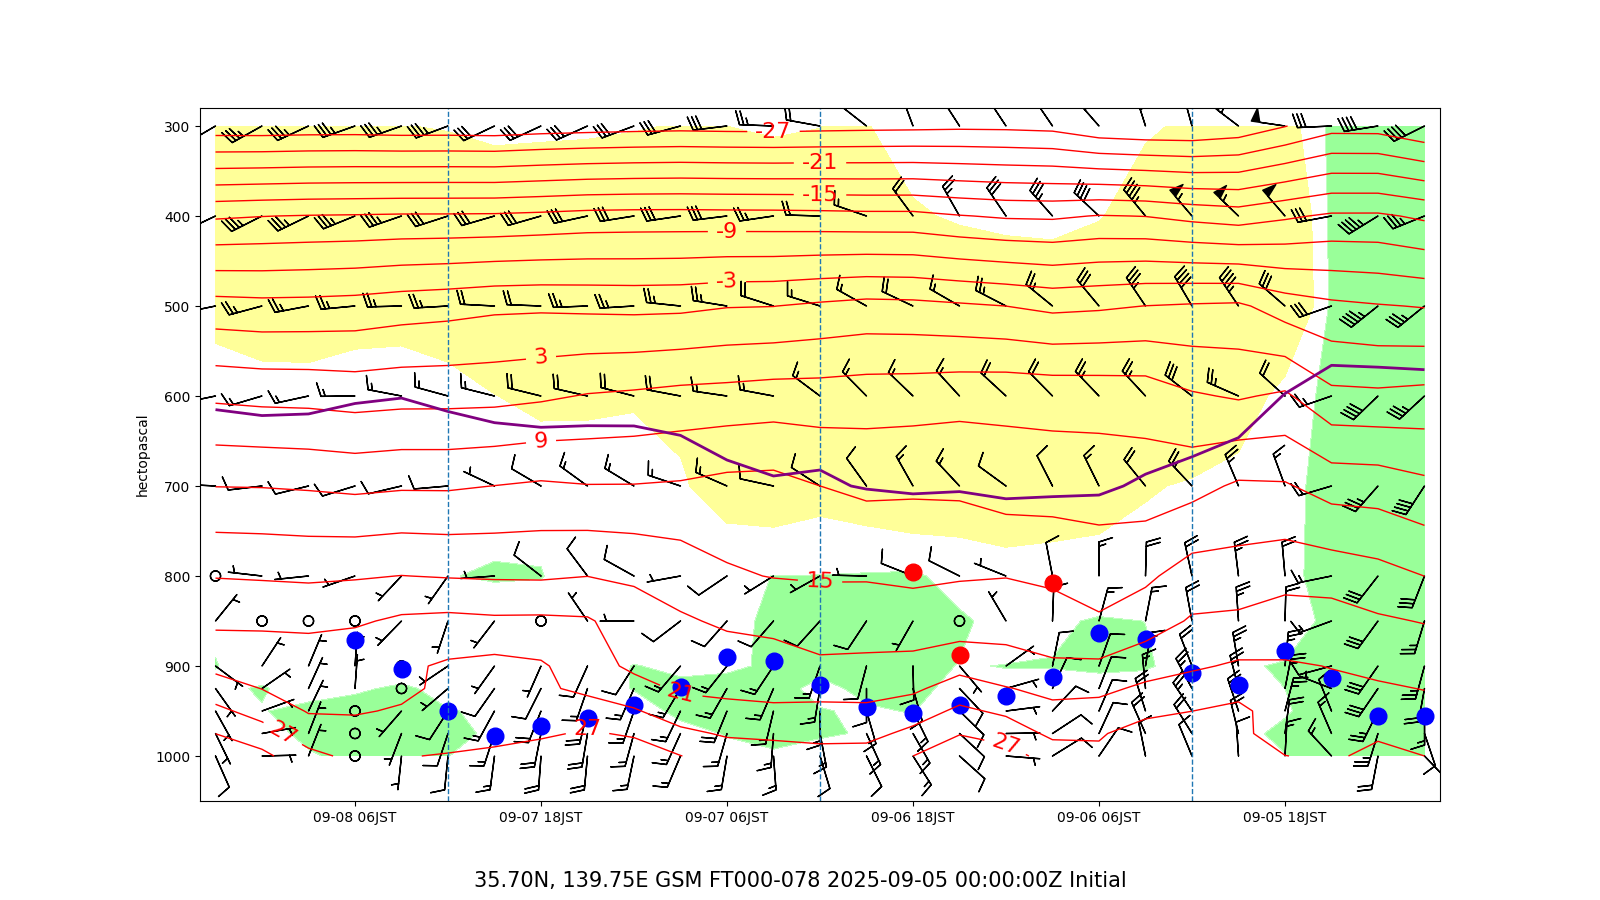 300
400
500
600
700
800
900
1000
hectopascal
-27
-21
-15
-9
-3
3
9
15
21
27
27
27
09-08 06JST
09-07 18JST
09-07 06JST
09-06 18JST
09-06 06JST
09-05 18JST
35.70N, 139.75E GSM FT000-078 2025-09-05 00:00:00Z Initial